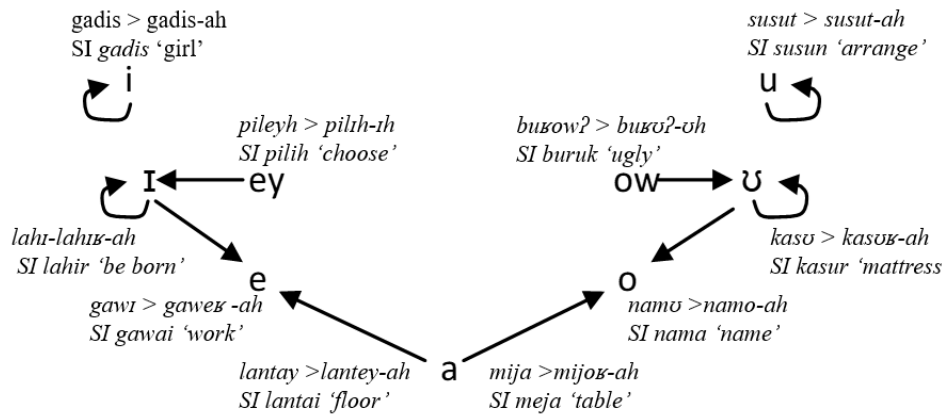 gadis > gadis-ah
SI gadis ‘girl’
i
susut > susut-ah
SI susun ‘arrange’
u
pileyh > pilɪh-ɪh
SI pilih ‘choose’
buʁowʔ > buʁʊʔ-ʊh
SI buruk ‘ugly’
ɪ
ey
ow
ʊ
lahɪ-lahɪʁ-ah
SI lahir ‘be born’
kasʊ > kasʊʁ-ah
SI kasur ‘mattress
e
o
gawɪ > gaweʁ -ah
SI gawai ‘work’
namʊ >namo-ah
SI nama ‘name’
lantay >lantey-ah
SI lantai ‘floor’
a
mija >mijoʁ-ah
SI meja ‘table’